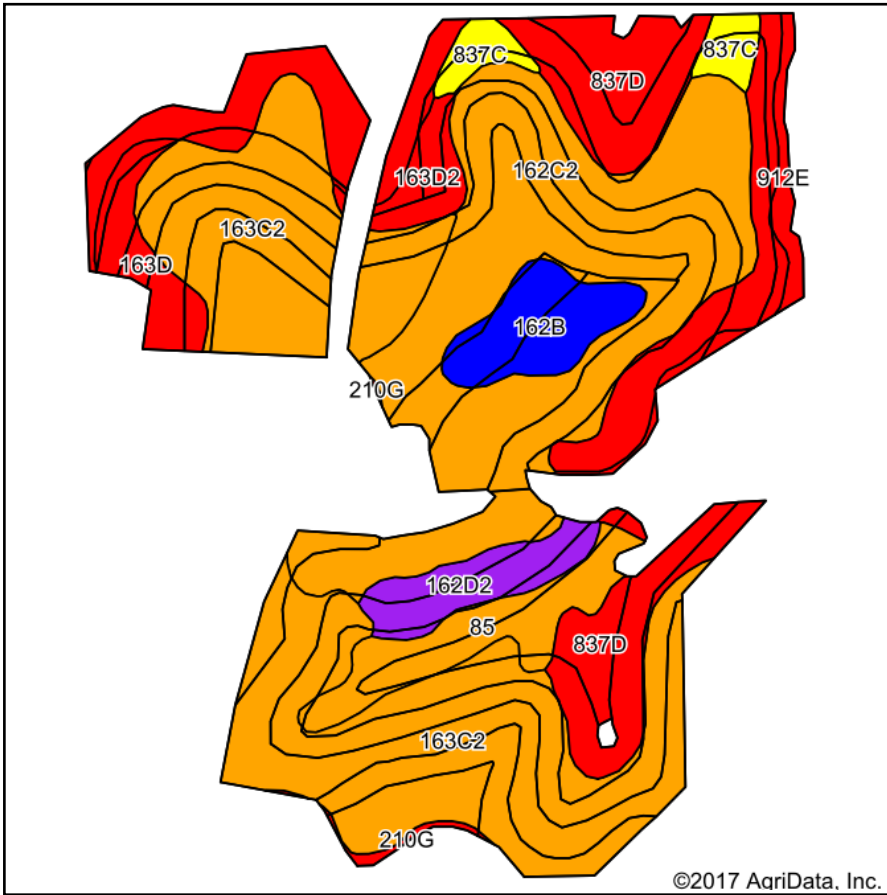 837C
837C
837D
163D2
162C2
912E
163C2
163D
162B
210G
162D2
85
837D
163C2
210G
©2017 AgriData, Inc.